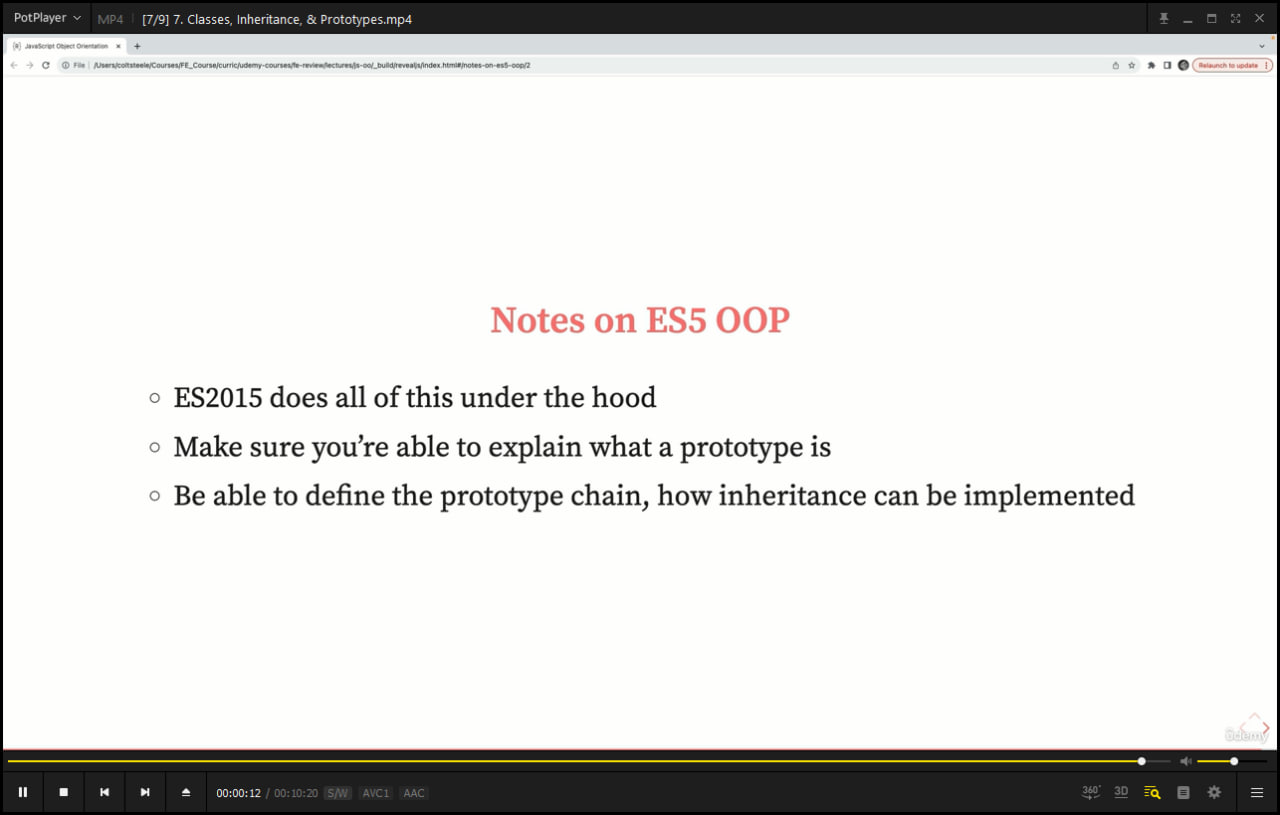 PotPlayer
MP4
[7/9] 7. Classes, Inheritance, & Prototypes.mp4
JavaScript Object Orientation
File
/Users/coltsteele/Courses/FE_Course/curric/udemy-courses/fe-review/lectures/js-oo/_build/revealjs/index.html#/notes-on-es5-oop/2
Relaunch to update
Notes on ES5 OOP
ES2015 does all of this under the hood
Make sure you’re able to explain what a prototype is
Be able to define the prototype chain, how inheritance can be implemented
ûdemy
00:00:12 / 00:10:20 S/W AVC1 AAC
360° 3D